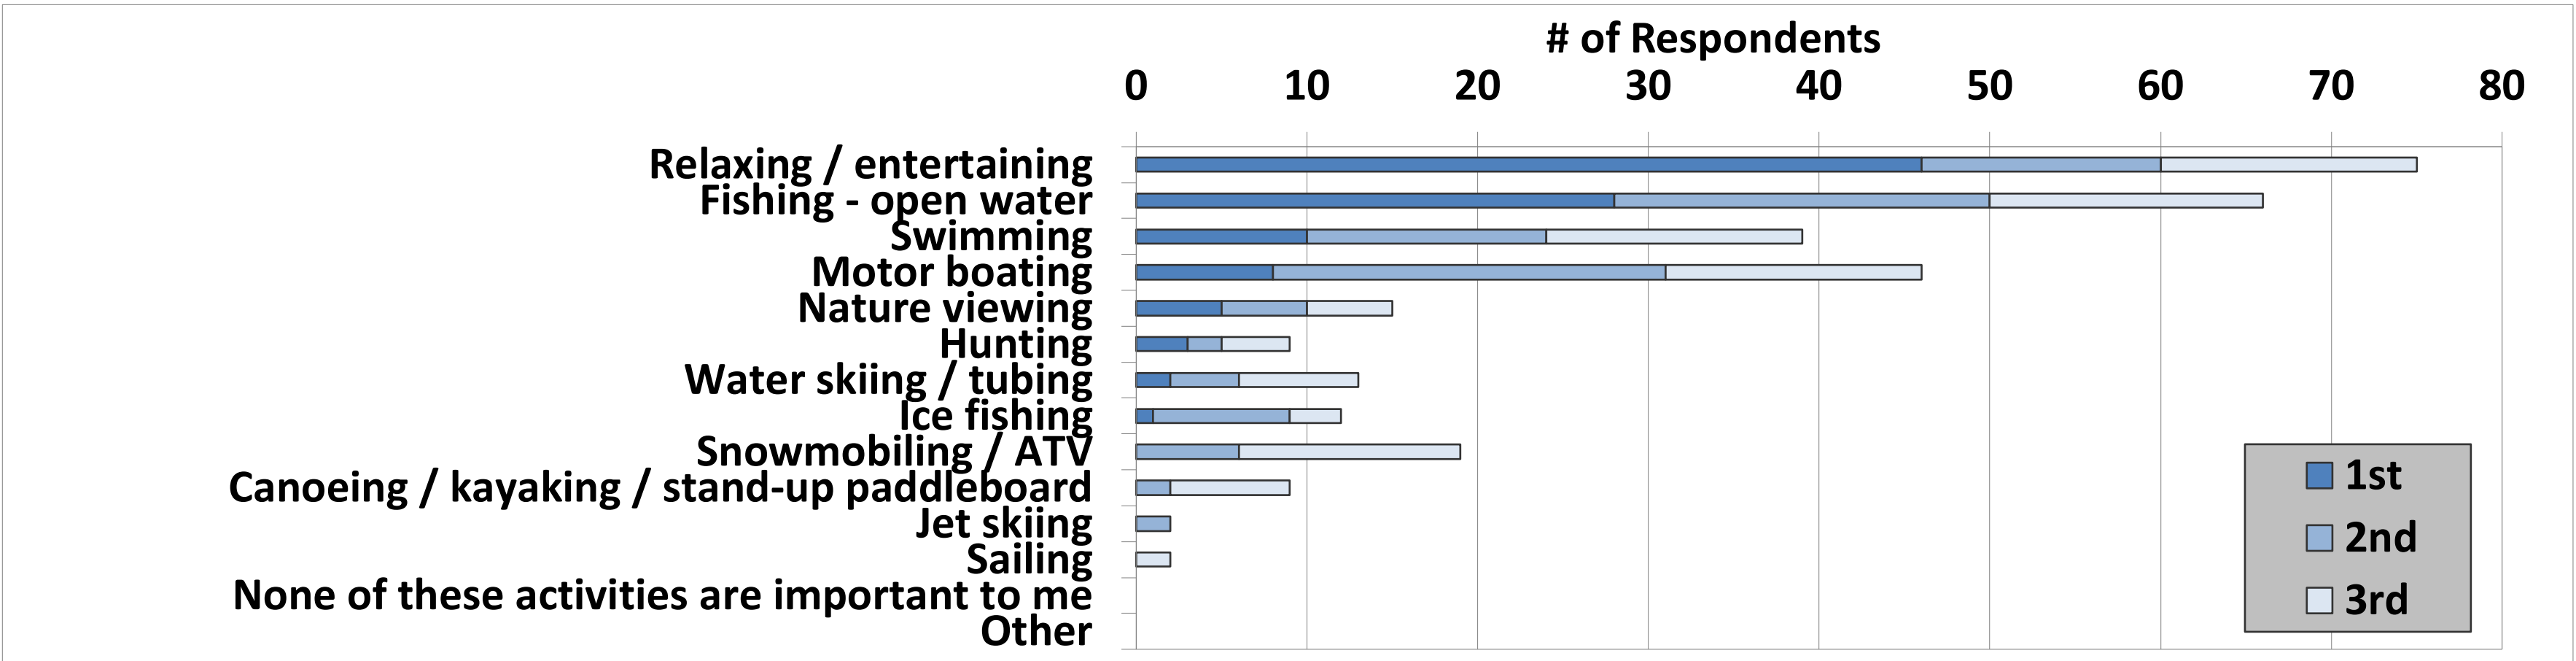 # of Respondents
0 10 20 30 40 50 60 70 80
Relaxing / entertaining
Fishing - open water
Swimming
Motor boating
Nature viewing
Hunting
Water skiing / tubing
Ice fishing
Snowmobiling / ATV
Canoeing / kayaking / stand-up paddleboard
Jet skiing
Sailing
None of these activities are important to me
Other
1st
2nd
3rd